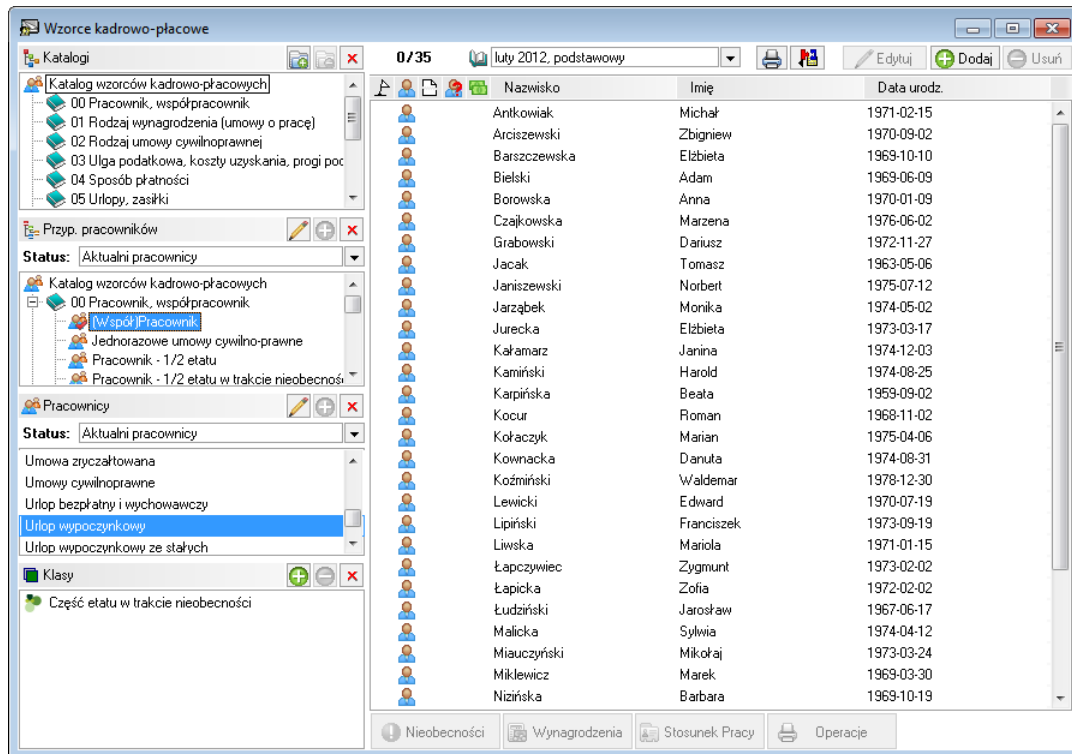 Wzorce kadrowo-płacowe
Katalogi
Katalog wzorców kadrowo-płacowych
00 Pracownik, współpracownik
01 Rodzaj wynagrodzenia (umowy o pracę)
02 Rodzaj umowy cywilnoprawnej
03 Ulga podatkowa, koszty uzyskania, progi poc
04 Sposób płatności
05 Urlopy, zasiłki
Przyp. pracowników
Status: Aktualni pracownicy
Katalog wzorców kadrowo-płacowych
00 Pracownik, współpracownik
(Współ)Pracownik
Jednorazowe umowy cywilno-prawne
Pracownik - 1/2 etatu
Pracownik - 1/2 etatu w trakcie nieobecnoś
Pracownicy
Status: Aktualni pracownicy
Umowa zryczałtowana
Umowy cywilnoprawne
Urlop bezpłatny i wychowawczy
Urlop wypoczynkowy
Urlop wypoczynkowy ze stałych
Klasy
Część etatu w trakcie nieobecności
0/35 luty 2012, podstawowy Edytuj Dodaj Usuń
Nazwisko Imię Data urodz.
Antkowiak Michał 1971-02-15
Arciszewski Zbigniew 1970-09-02
Barszczewska Elżbieta 1969-10-10
Bielski Adam 1969-06-09
Borowska Anna 1970-01-09
Czajkowska Marzena 1976-06-02
Grabowski Dariusz 1972-11-27
Jacak Tomasz 1963-05-06
Janiszewski Norbert 1975-07-12
Jarząbek Monika 1974-05-02
Jurecka Elżbieta 1973-03-17
Kałamarz Janina 1974-12-03
Kamiński Harold 1974-08-25
Karpińska Beata 1959-09-02
Kocur Roman 1968-11-02
Kołaczyk Marian 1975-04-06
Kownacka Danuta 1974-08-31
Koźmiński Waldemar 1978-12-30
Lewicki Edward 1970-07-19
Lipiński Franciszek 1973-09-19
Liwska Mariola 1971-01-15
Łapczywiec Zygmunt 1973-02-02
Łapicka Zofia 1972-02-02
Łudziński Jarosław 1967-06-17
Malicka Sylwia 1974-04-12
Miauczyński Mikołaj 1973-03-24
Miklewicz Marek 1969-03-30
Nizińska Barbara 1969-10-19
Nieobecności Wynagrodzenia Stosunek Pracy Operacje